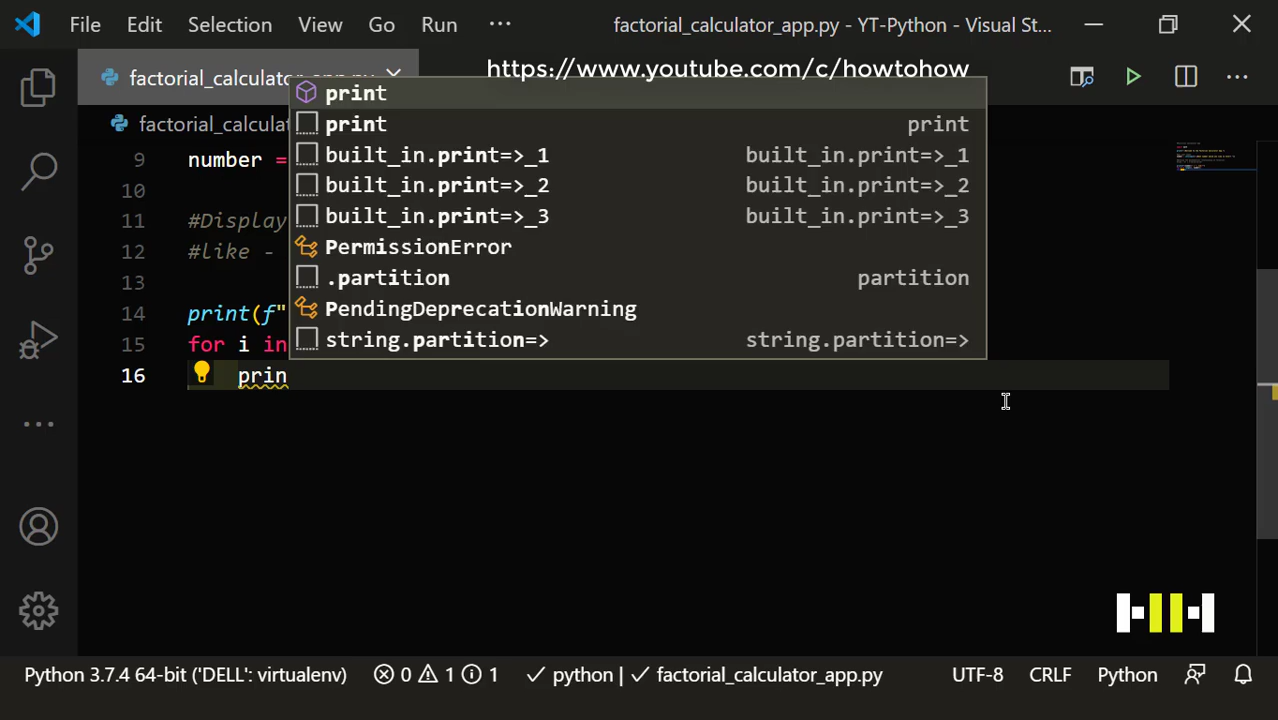 File Edit Selection View Go Run ··· factorial_calculator_app.py - YT-Python - Visual St...
factorial_calculator_app.py
https://www.youtube.com/c/howtohow
factorial_calculat
print
print print
built_in.print=>_1 built_in.print=>_1
built_in.print=>_2 built_in.print=>_2
built_in.print=>_3 built_in.print=>_3
PermissionError
.partition partition
PendingDeprecationWarning
string.partition=> string.partition=>
9 number =
10
11 #Display
12 #like -
13
14 print(f"
15 for i in
16 prin
Python 3.7.4 64-bit ('DELL': virtualenv) 0 1 1 ✓ python | ✓ factorial_calculator_app.py UTF-8 CRLF Python